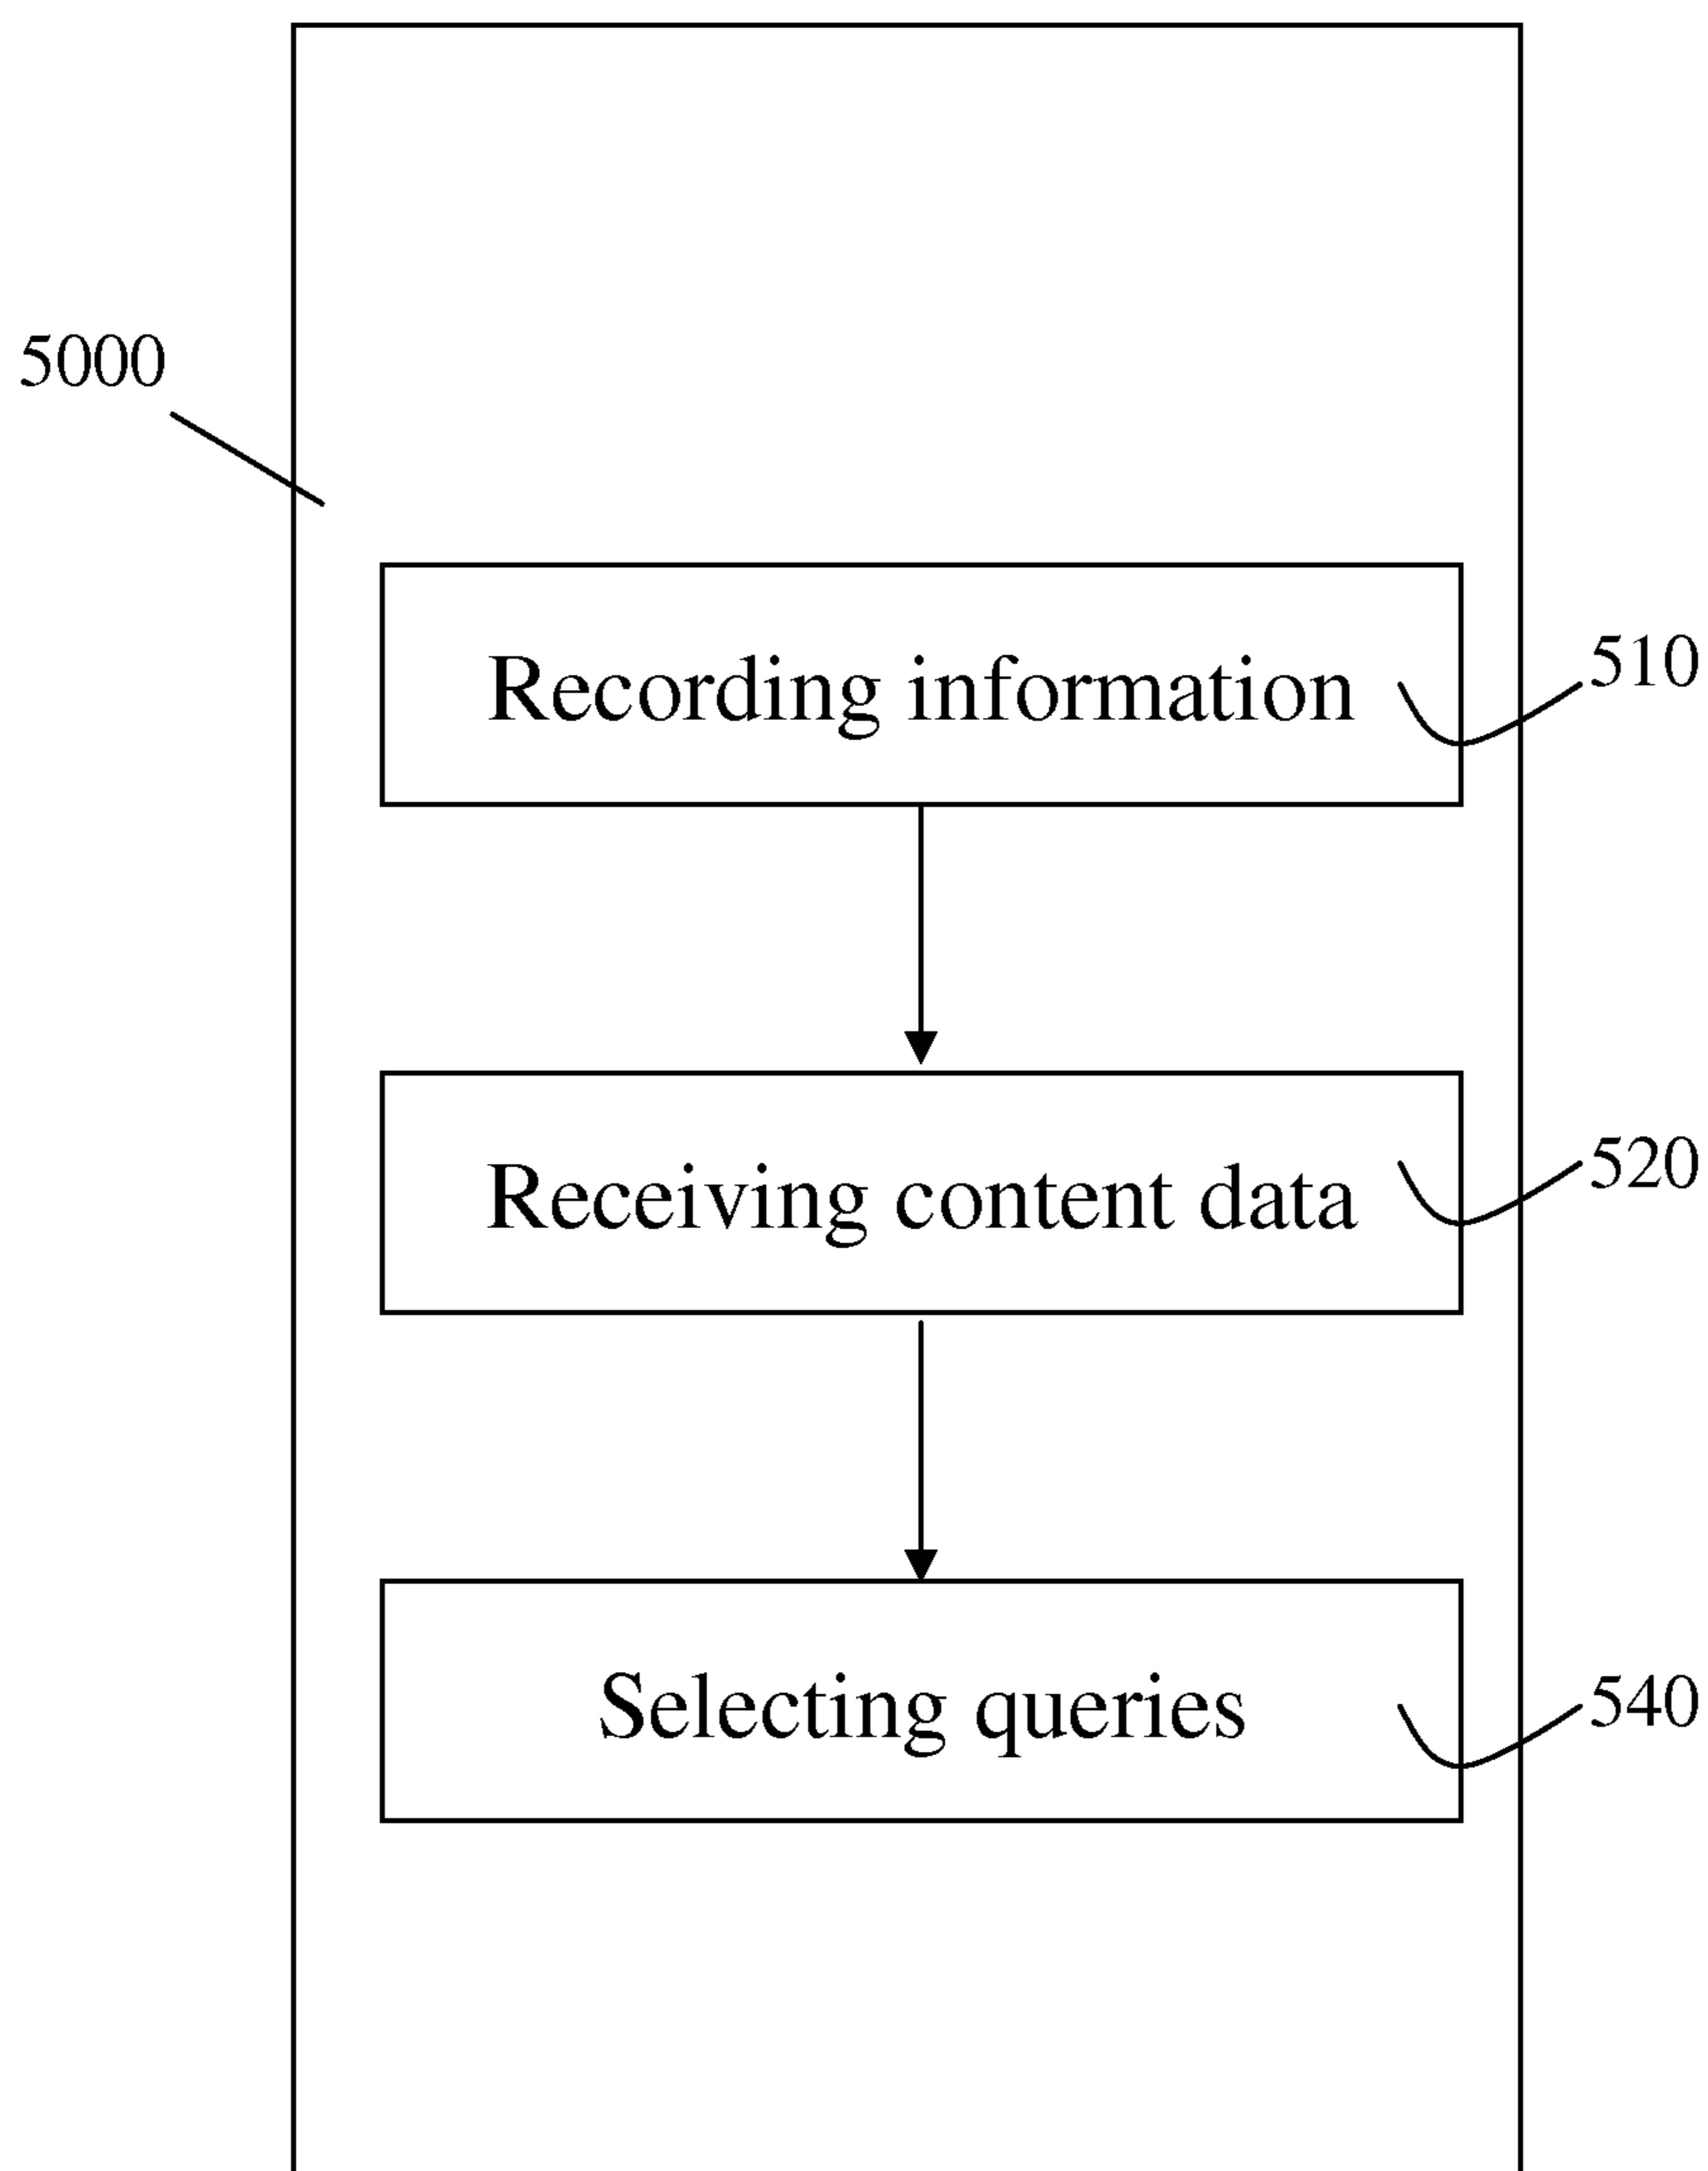 5000
Recording information
510
Receiving content data
520
Selecting queries
540